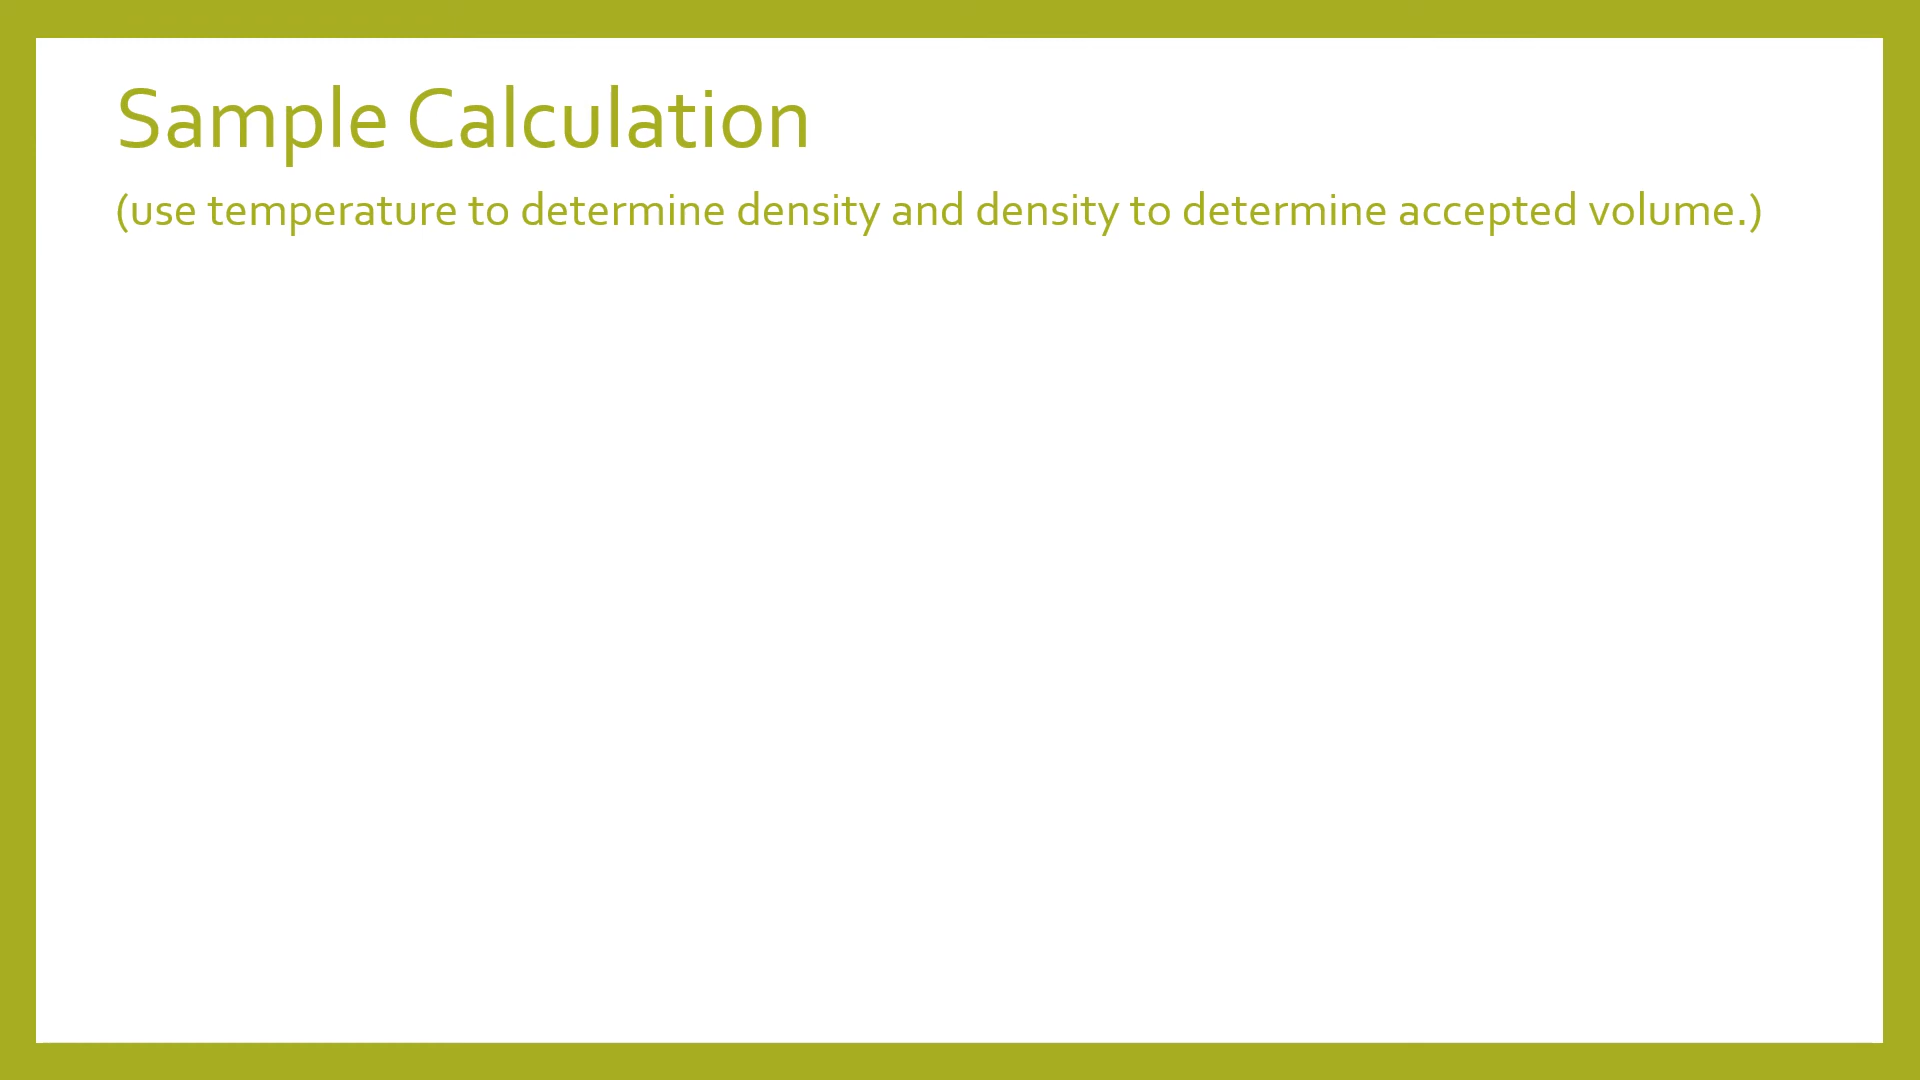 Sample Calculation
(use temperature to determine density and density to determine accepted volume.)